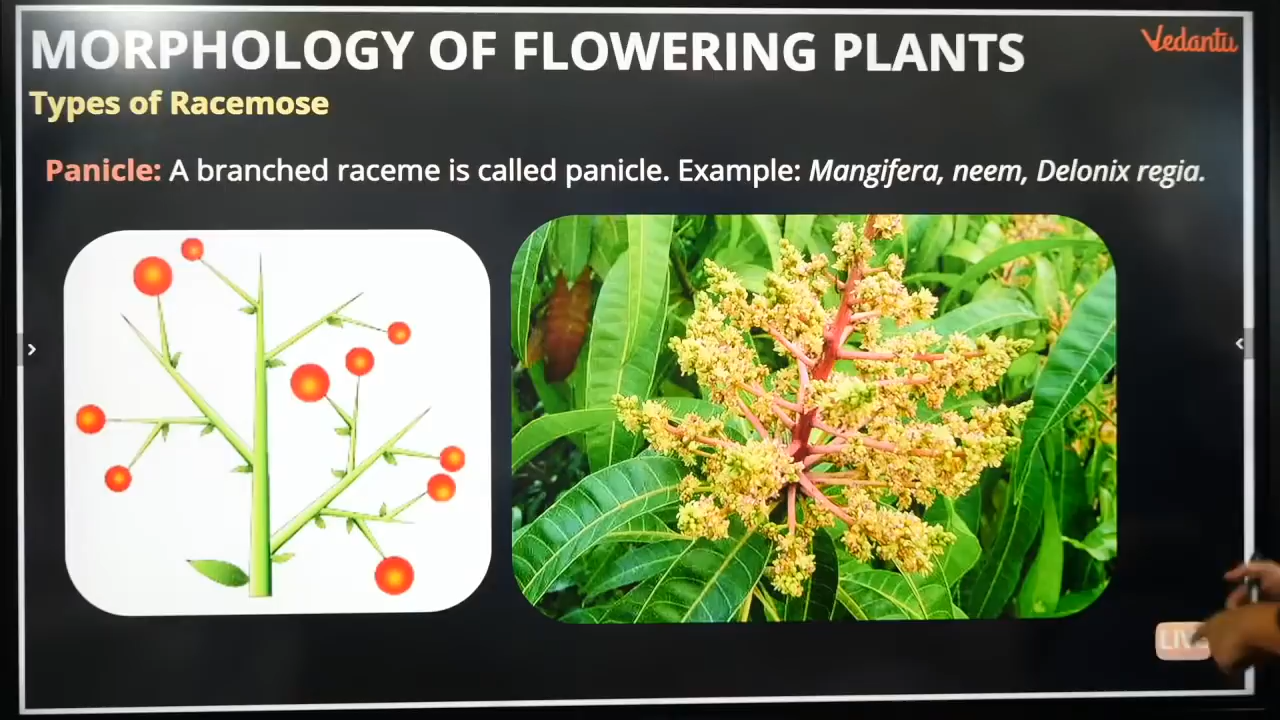 MORPHOLOGY OF FLOWERING PLANTS
Vedantu
Types of Racemose
Panicle: A branched raceme is called panicle. Example: Mangifera, neem, Delonix regia.